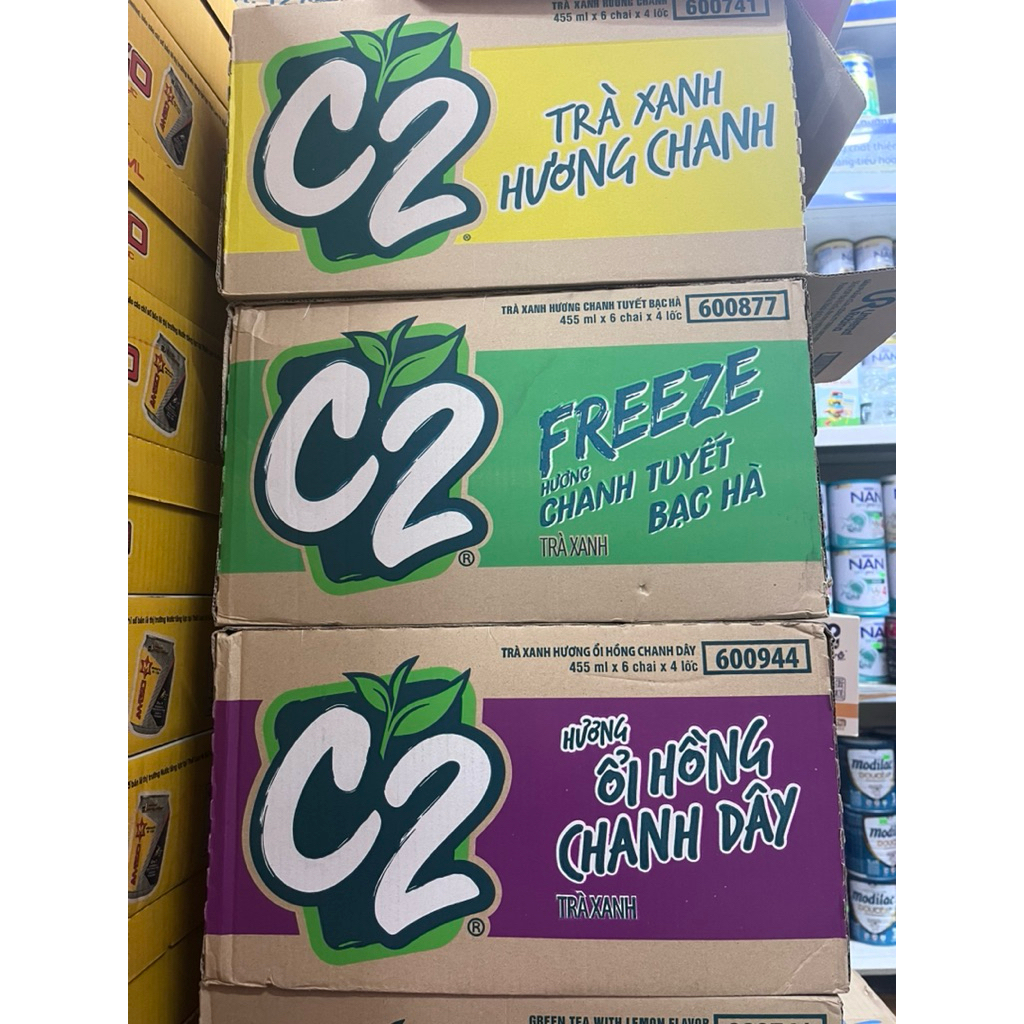 TRÀ XANH HƯƠNG CHANH
455 ml x 6 chai x 4 lốc
600741
C2
®
TRÀ XANH
HƯƠNG CHANH
TRÀ XANH HƯƠNG CHANH TUYẾT BẠC HÀ
455 ml x 6 chai x 4 lốc
600877
C2
®
FREEZE
HƯƠNG
CHANH TUYẾT
BẠC HÀ
TRÀ XANH
TRÀ XANH HƯƠNG ỔI HỒNG CHANH DÂY
455 ml x 6 chai x 4 lốc
600944
C2
®
HƯƠNG
ỔI HỒNG
CHANH DÂY
TRÀ XANH
GREEN TEA WITH LEMON FLAVOR
NAN
NAN
NA
modilac
modilac